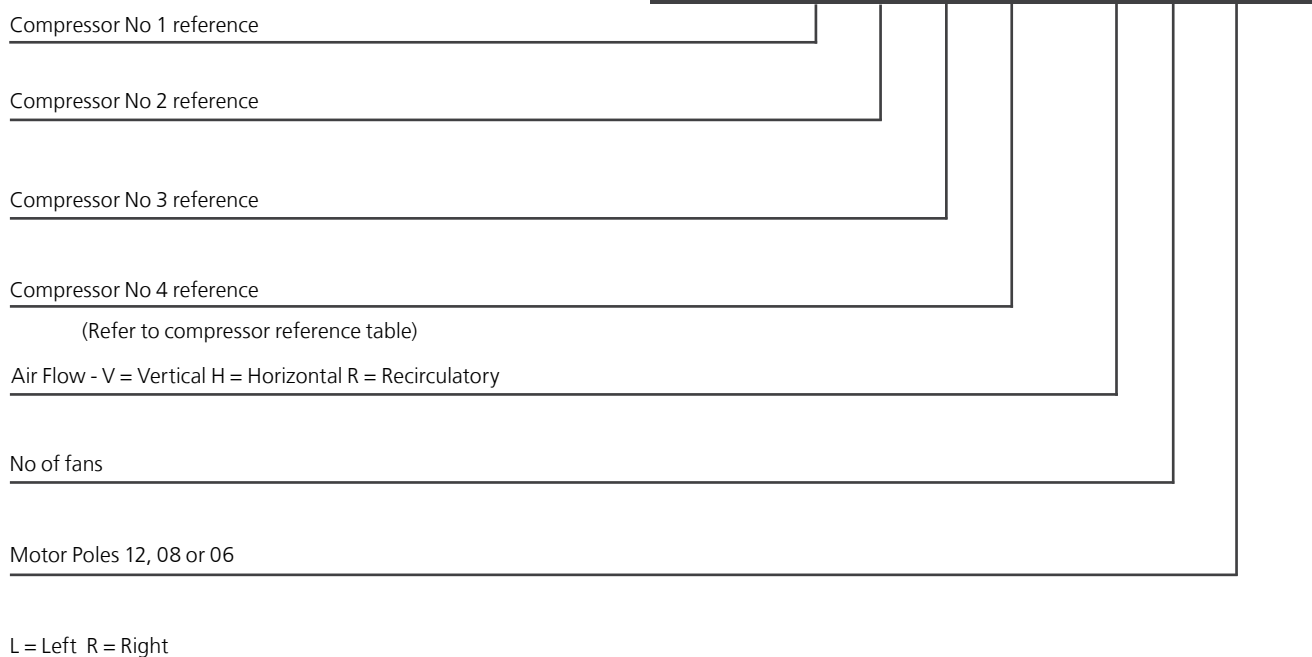 Compressor No 1 reference
Compressor No 2 reference
Compressor No 3 reference
Compressor No 4 reference
(Refer to compressor reference table)
Air Flow - V = Vertical H = Horizontal R = Recirculatory
No of fans
Motor Poles 12, 08 or 06
L = Left R = Right